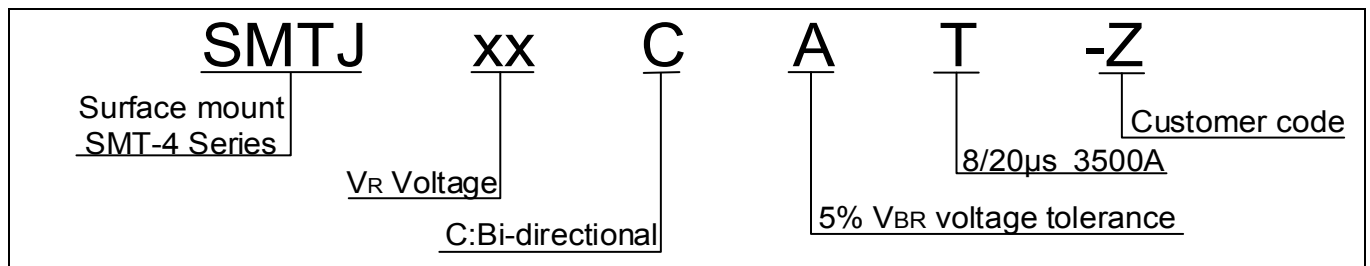 SMTJ xx C A T -Z
Surface mount
SMT-4 Series
VR Voltage
C:Bi-directional
5% VBR voltage tolerance
8/20µs 3500A
Customer code